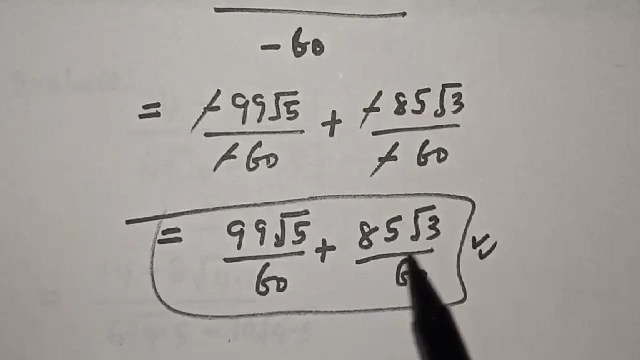 -60
= -99√5/-60 + -85√3/-60
= 99√5/60 + 85√3/60